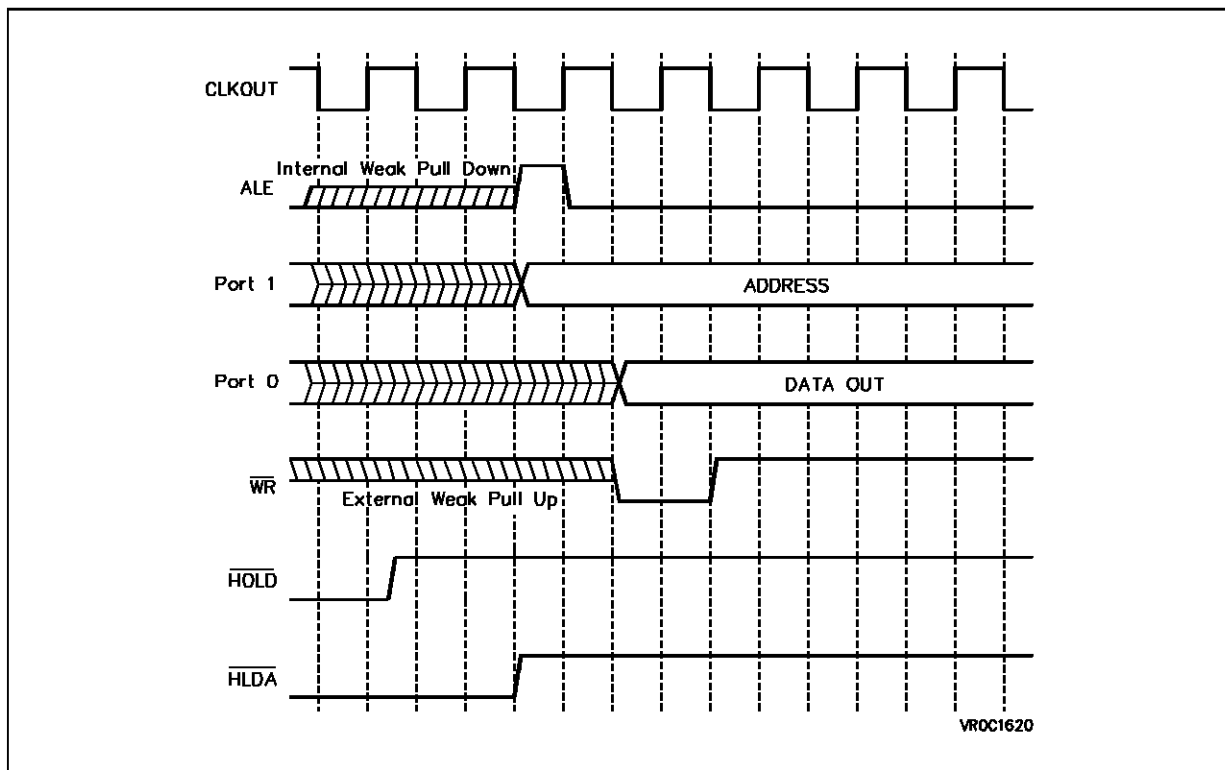 CLKOUT
Internal Weak Pull Down
ALE
Port 1
ADDRESS
Port 0
DATA OUT
WR
External Weak Pull Up
HOLD
HLDA
VR0C1620